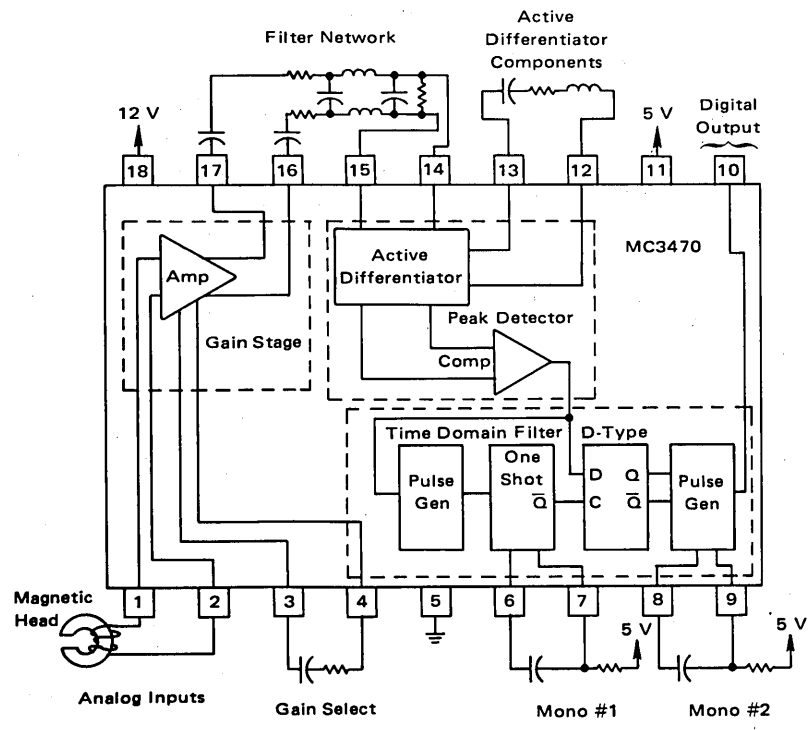 Filter Network
Active
Differentiator
Components
12 V
5 V
Digital
Output
18
17
16
15
14
13
12
11
10
MC3470
Amp
Gain Stage
Active
Differentiator
Peak Detector
Comp
Time Domain Filter
D-Type
Pulse
Gen
One
Shot
Q
D
Q
C
Q
Pulse
Gen
1
2
3
4
5
6
7
8
9
Magnetic
Head
5 V
5 V
Analog Inputs
Gain Select
Mono #1
Mono #2